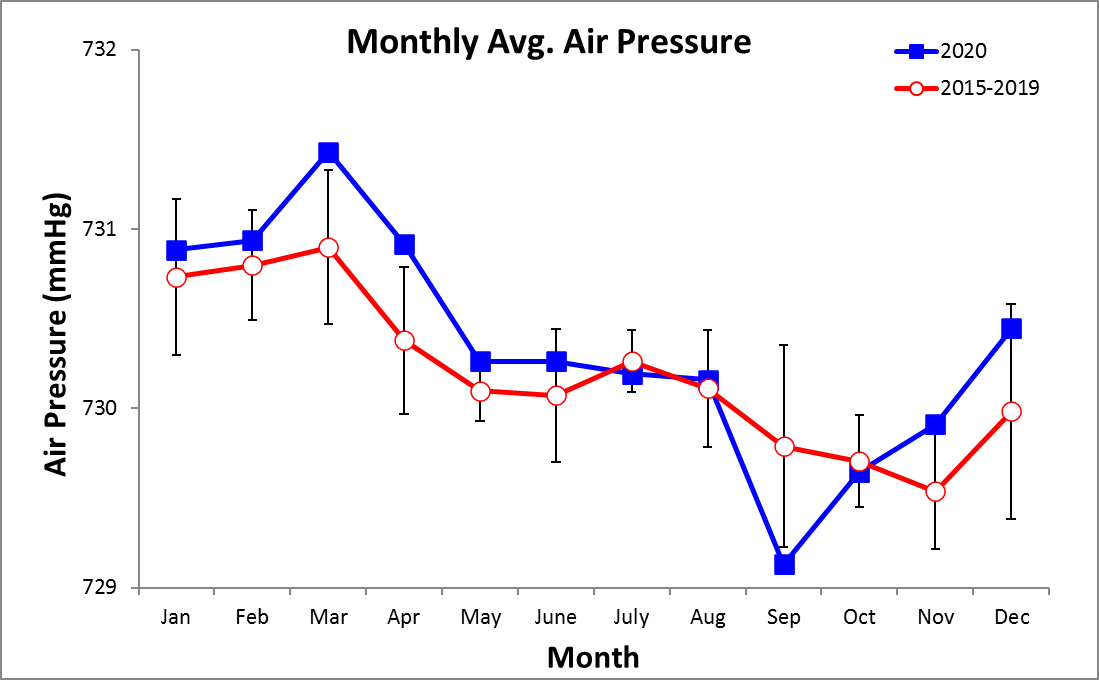 Monthly Avg. Air Pressure
2020
2015-2019
732
731
730
729
Air Pressure (mmHg)
Jan Feb Mar Apr May June July Aug Sep Oct Nov Dec
Month